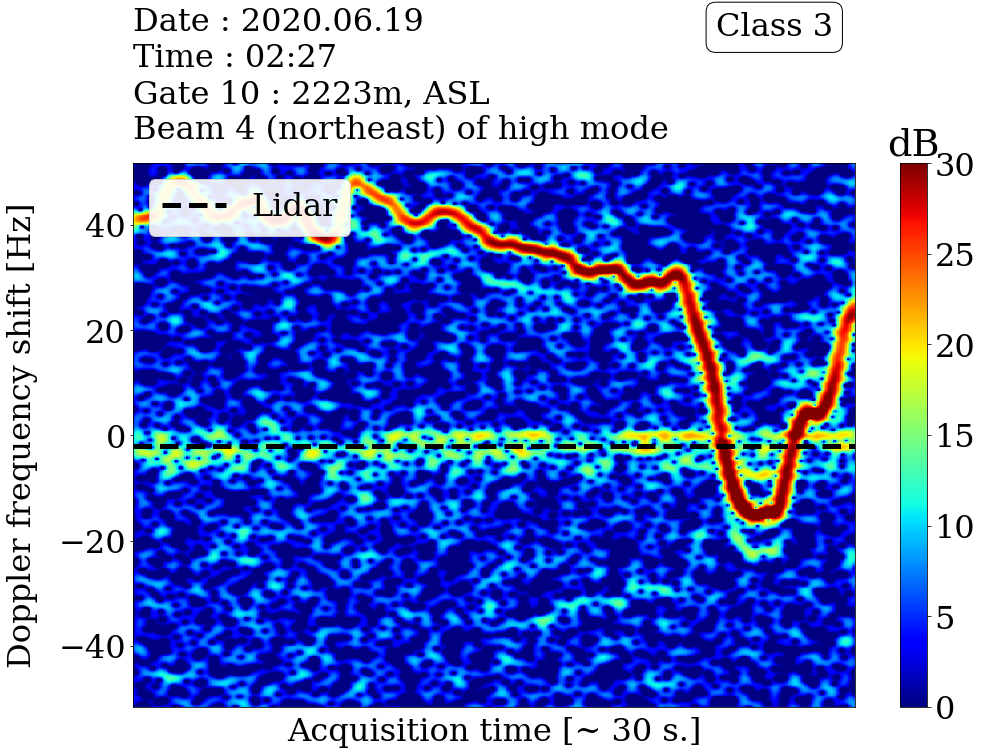 Date : 2020.06.19
Class 3
Time : 02:27
Gate 10 : 2223m, ASL
Beam 4 (northeast) of high mode
dB
Lidar
Doppler frequency shift [Hz]
40
20
0
−20
−40
30
25
20
15
10
5
0
Acquisition time [~ 30 s.]